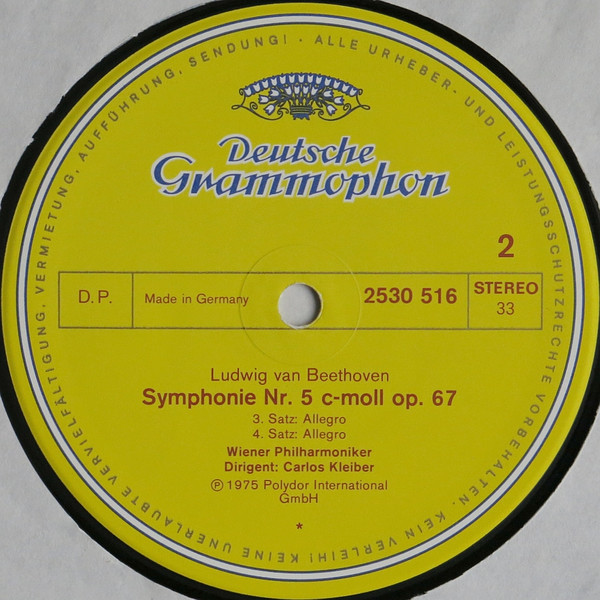 Deutsche
Grammophon
2
D.P.
Made in Germany
2530 516
STEREO
33
Ludwig van Beethoven
Symphonie Nr. 5 c-moll op. 67
3. Satz: Allegro
4. Satz: Allegro
Wiener Philharmoniker
Dirigent: Carlos Kleiber
℗ 1975 Polydor International
GmbH
*
ALLE URHEBER- UND LEISTUNGSSCHUTZRECHTE VORBEHALTEN. KEIN VERLEIH! KEINE UNERLAUBTE VERVIELFÄLTIGUNG, VERMIETUNG, AUFFÜHRUNG, SENDUNG! ·